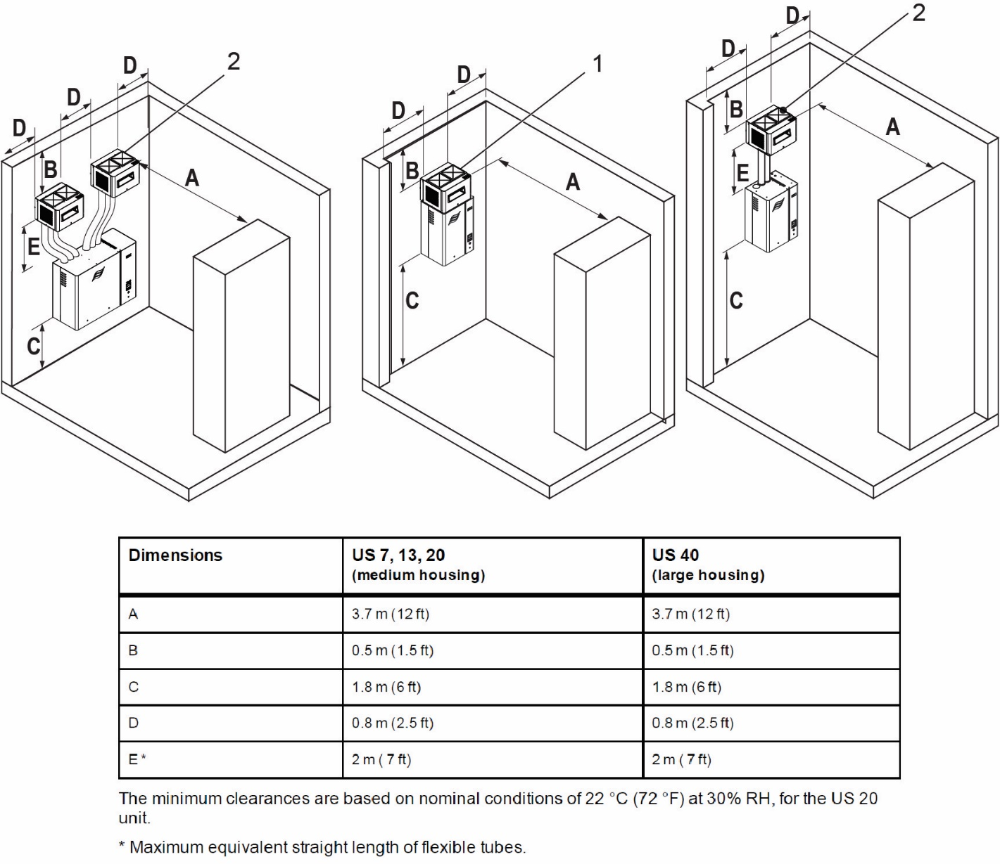 D 2
D
D
B
A
E
C
1
D
D
B
A
C
D 2
D
B
A
E
C
Dimensions US 7, 13, 20 US 40
(medium housing) (large housing)
A 3.7 m (12 ft) 3.7 m (12 ft)
B 0.5 m (1.5 ft) 0.5 m (1.5 ft)
C 1.8 m (6 ft) 1.8 m (6 ft)
D 0.8 m (2.5 ft) 0.8 m (2.5 ft)
E * 2 m ( 7 ft) 2 m ( 7 ft)
The minimum clearances are based on nominal conditions of 22 °C (72 °F) at 30% RH, for the US 20
unit.
* Maximum equivalent straight length of flexible tubes.